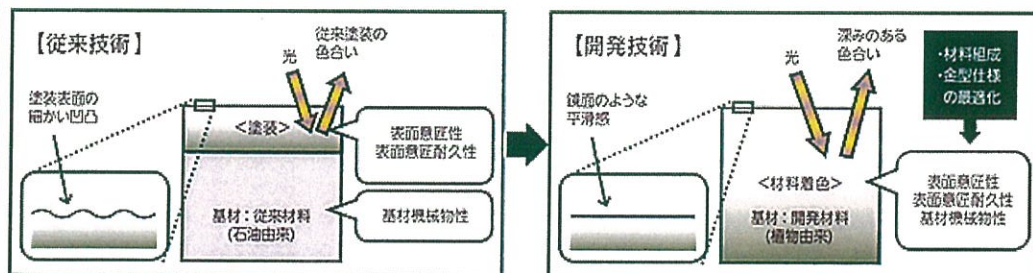 【従来技術】
光
従来塗装の
色合い
塗装表面の
細かい凹凸
<塗装>
表面意匠性
表面意匠耐久性
基材：従来材料
(石油由来)
基材機械物性
【開発技術】
光
深みのある
色合い
・材料組成
・金型仕様
の最適化
鏡面のような
平滑感
<材料着色>
基材：開発材料
(植物由来)
表面意匠性
表面意匠耐久性
基材機械物性